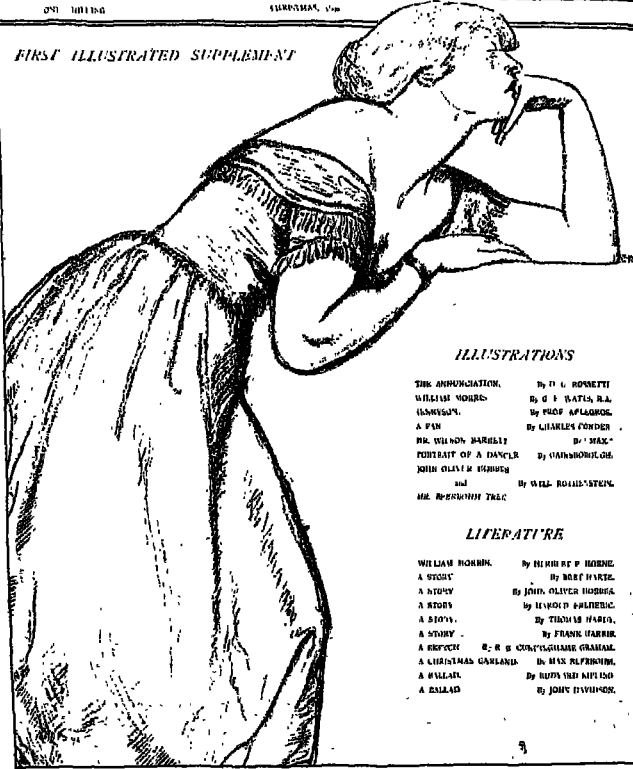 ONE SHILLING
CHRISTMAS,
FIRST ILLUSTRATED SUPPLEMENT
ILLUSTRATIONS
THE ANNUNCIATION. By D. G. ROSSETTI
WILLIAM MORRIS By G. F. WATTS, R.A.
TENNYSON. By PROF.
A FAN By CHARLES CONDER
MR. WILSON BARRETT By "MAX."
PORTRAIT OF A DANCER By GAINSBOROUGH.
JOHN OLIVER HOBBES
and By WILL ROTHENSTEIN.
MR. BEERBOHM TREE
LITERATURE
WILLIAM MORRIS. By HERBERT P. HORNE.
A STORY By BRET HARTE.
A STORY By JOHN OLIVER HOBBES.
A STORY By HAROLD FREDERIC.
A STORY. By THOMAS HARDY.
A STORY. By FRANK HARRIS.
A SKETCH By R. B. CUNNINGHAME GRAHAM.
A CHRISTMAS GARLAND. By MAX BEERBOHM.
A BALLAD. By RUDYARD KIPLING
A BALLAD By JOHN DAVIDSON.